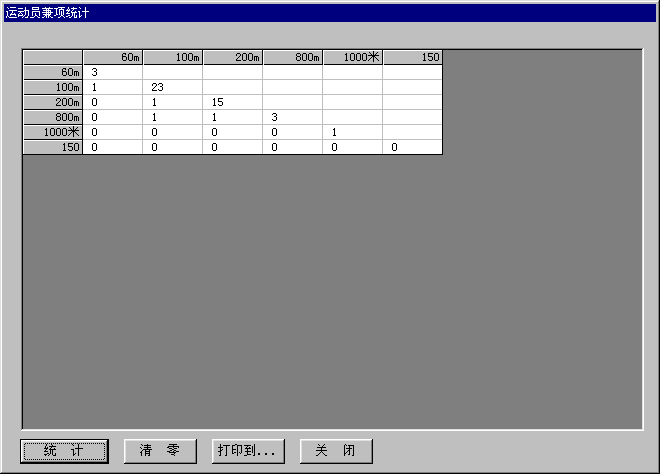 运动员兼项统计
60m 100m 200m 800m 1000米 150
60m 3
100m 1 23
200m 0 1 15
800m 0 1 1 3
1000米 0 0 0 0 1
150 0 0 0 0 0 0
统 计 清 零 打印到... 关 闭